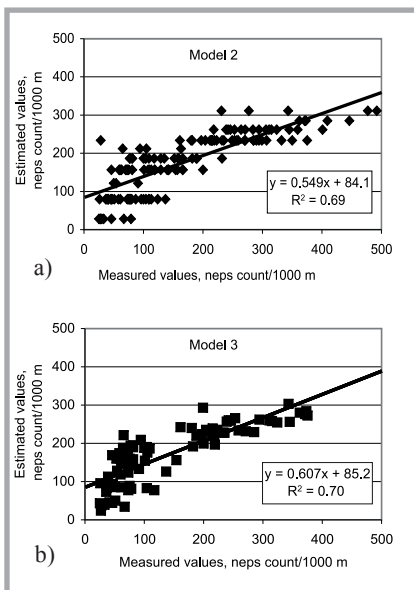 Model 2
Estimated values,
neps count/1000 m
500
400
300
200
100
0
0 100 200 300 400 500
y = 0.549x + 84.1
R² = 0.69
a)
Measured values, neps count/1000 m
Model 3
Estimated values,
neps count/1000 m
500
400
300
200
100
0
0 100 200 300 400 500
y = 0.607x + 85.2
R² = 0.70
b)
Measured values, neps count/1000 m